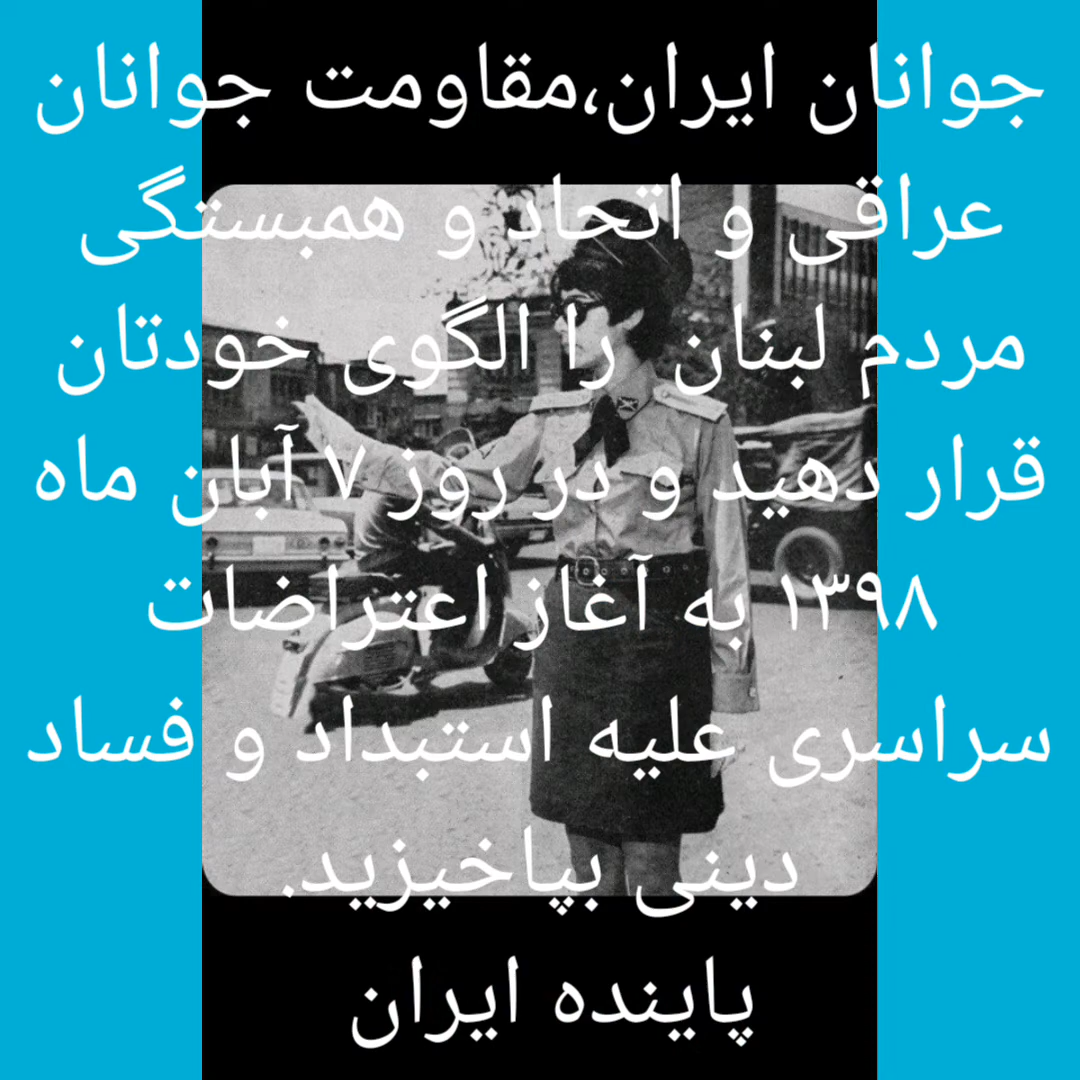 جوانان ایران،مقاومت جوانان
عراقی و اتحاد و همبستگی
مردم لبنان را الگوی خودتان
قرار دهید و در روز ۷ آبان ماه
۱۳۹۸ به آغاز اعتراضات
سراسری علیه استبداد و فساد
دینی بپاخیزید.
پاینده ایران